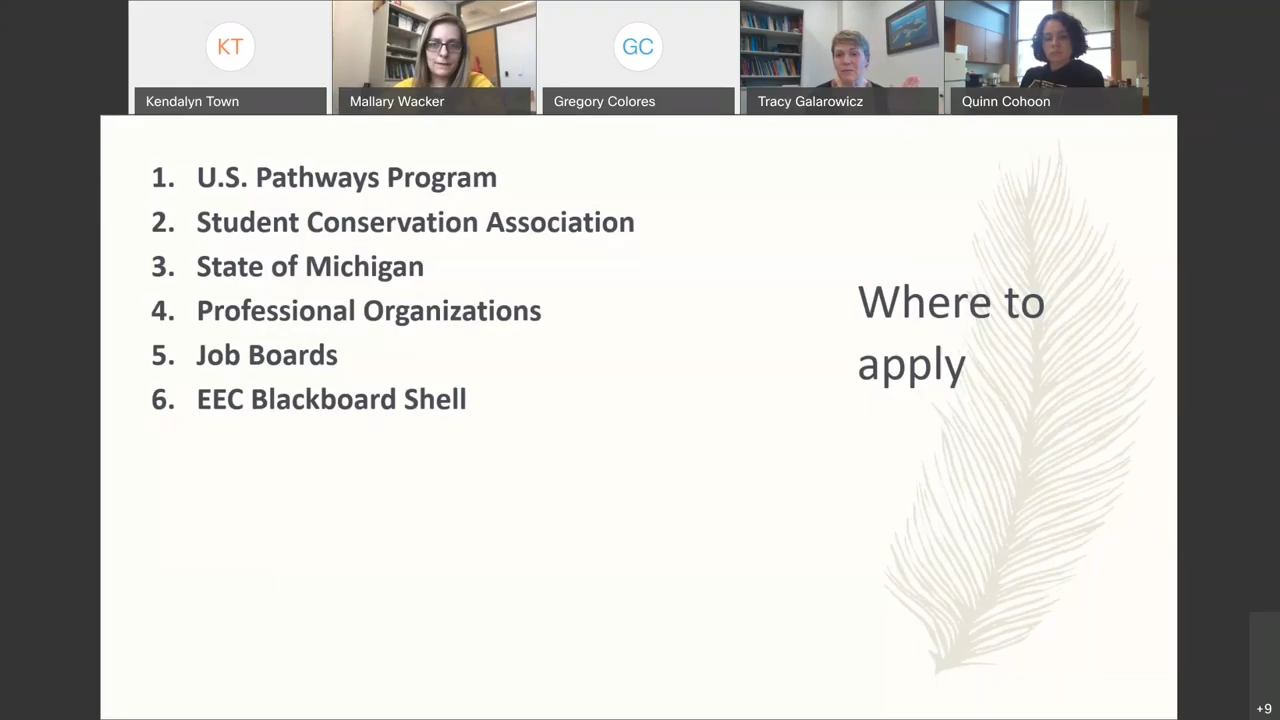 KT
GC
Kendalyn Town
Mallary Wacker
Gregory Colores
Tracy Galarowicz
Quinn Cohoon
1. U.S. Pathways Program
2. Student Conservation Association
3. State of Michigan
4. Professional Organizations
5. Job Boards
6. EEC Blackboard Shell
Where to
apply
+9